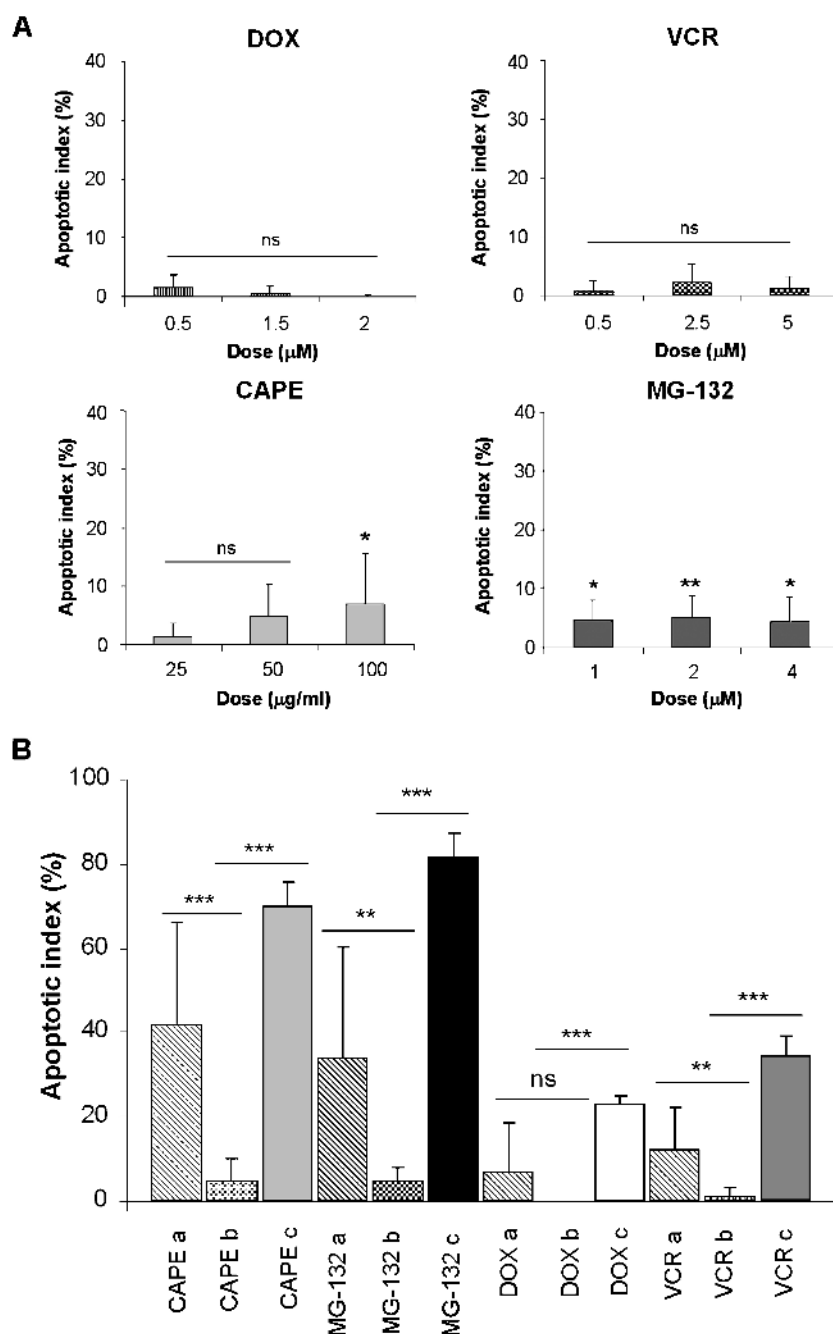 A
DOX
Apoptotic index (%)
40
30
20
10
0
ns
0.5
1.5
2
Dose (μM)
VCR
Apoptotic index (%)
40
30
20
10
0
ns
0.5
2.5
5
Dose (μM)
CAPE
Apoptotic index (%)
40
30
20
10
0
ns
*
25
50
100
Dose (μg/ml)
MG-132
Apoptotic index (%)
40
30
20
10
0
*
**
*
1
2
4
Dose (μM)
B
Apoptotic index (%)
100
80
60
40
20
0
***
***
**
***
ns
***
**
***
CAPE a
CAPE b
CAPE c
MG-132 a
MG-132 b
MG-132 c
DOX a
DOX b
DOX c
VCR a
VCR b
VCR c